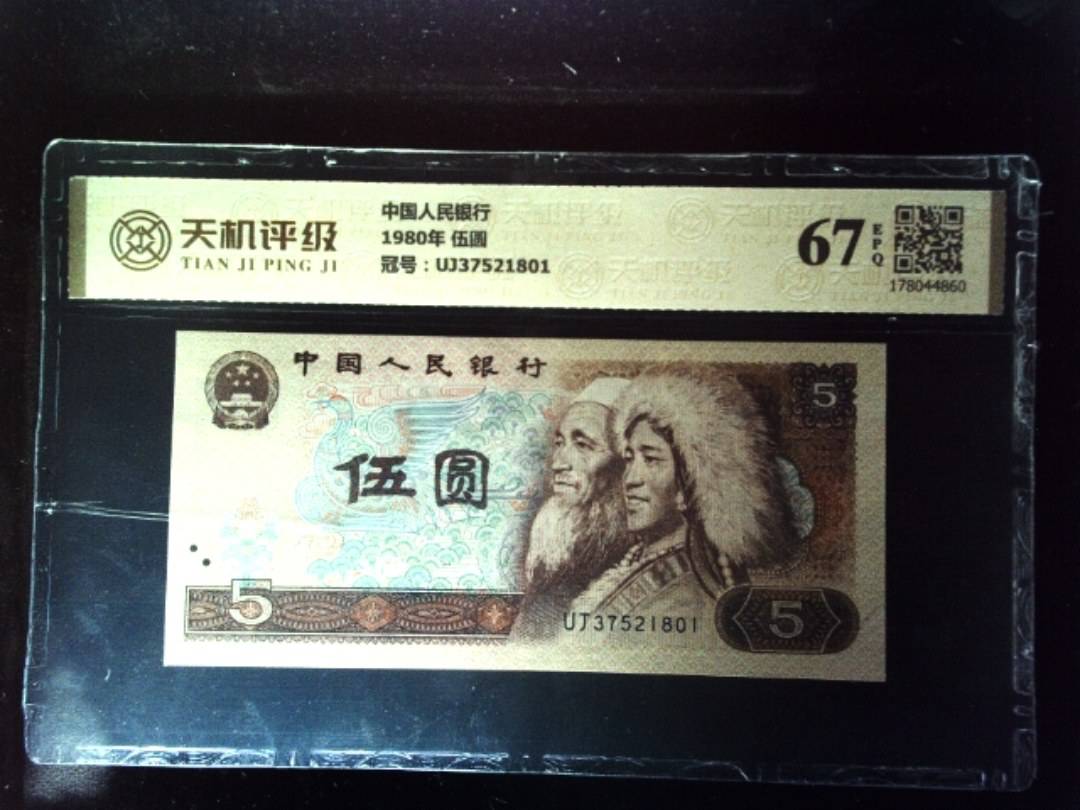 天机评级
TIAN JI PING JI
中国人民银行
1980年 伍圆
冠号：UJ37521801
67
EPQ
178044860
中国人民银行
5
伍圆
5
UJ37521801
5